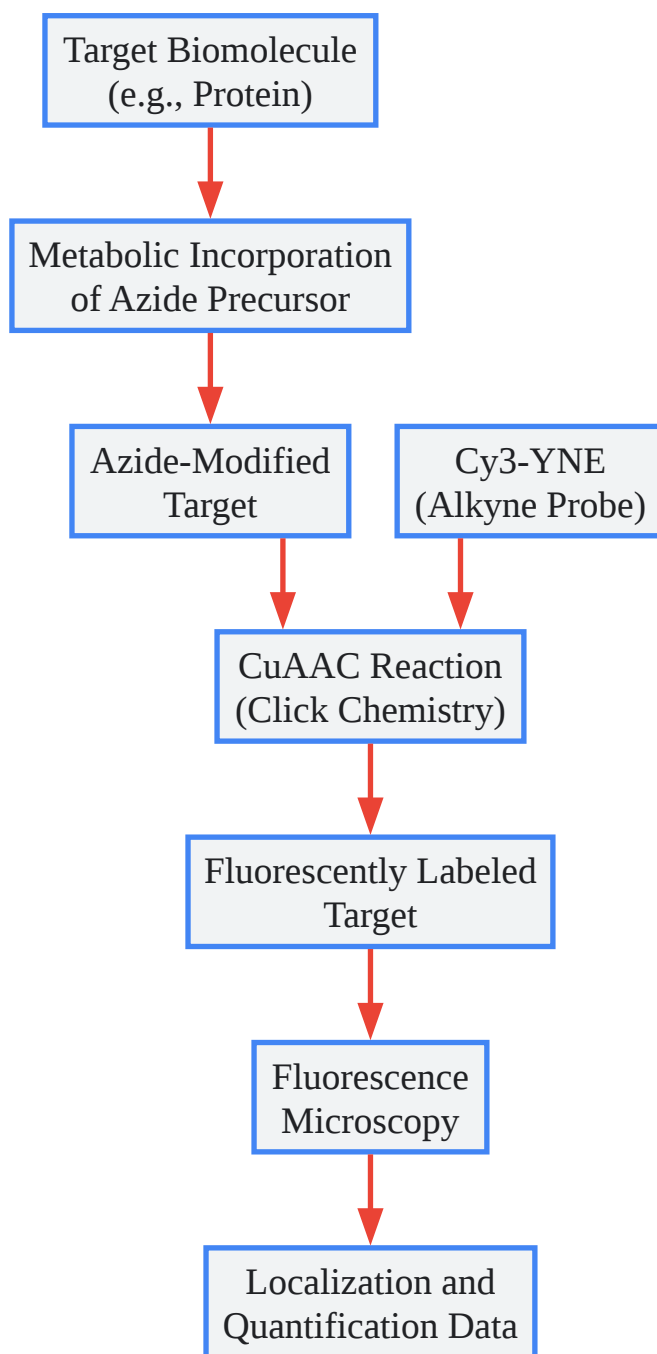 Target Biomolecule
(e.g., Protein)
Metabolic Incorporation
of Azide Precursor
Azide-Modified
Target
Cy3-YNE
(Alkyne Probe)
CuAAC Reaction
(Click Chemistry)
Fluorescently Labeled
Target
Fluorescence
Microscopy
Localization and
Quantification Data